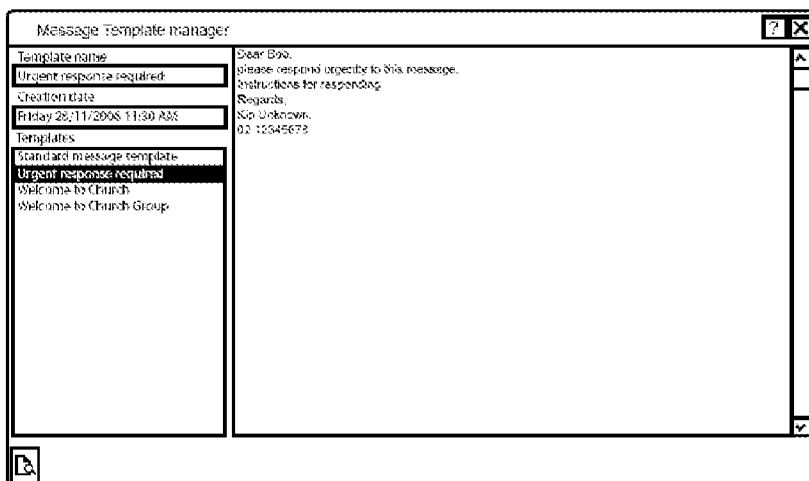 Message Template manager
Template name
Urgent response required
Creation date
Friday 28/11/2006 11:30 AM
Templates
Standard message template
Urgent response required
Welcome to Church
Welcome to Church Group
Dear Bob,
please respond urgently to this message.
Instructions for responding
Regards,
Kip Unknown.
02 12345678